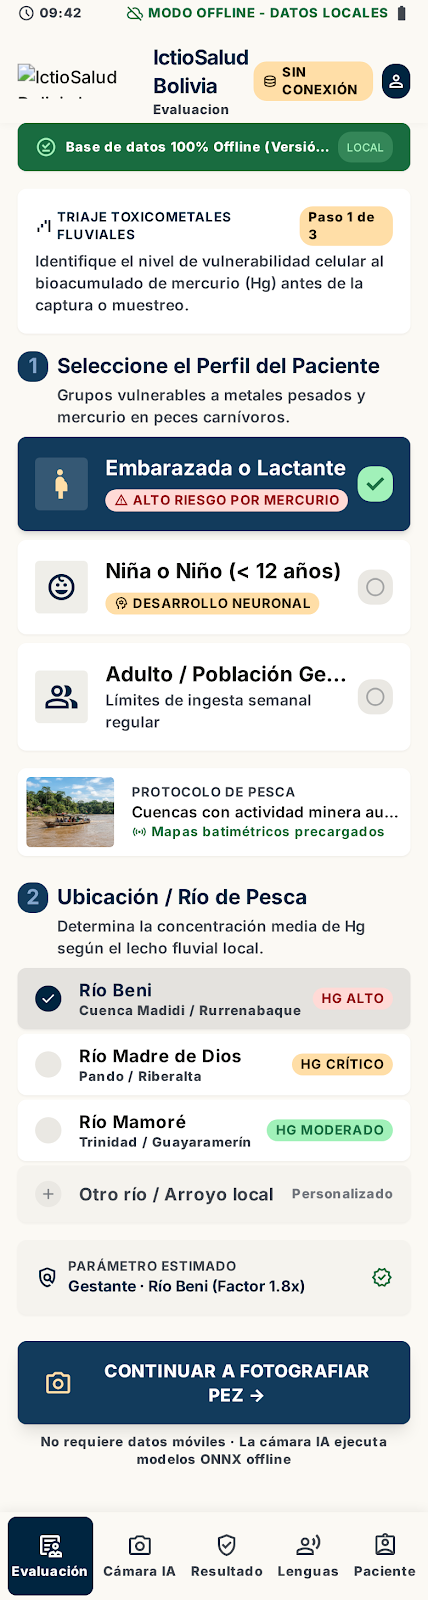 09:42
MODO OFFLINE - DATOS LOCALES
IctioSalud
IctioSalud
Bolivia
Evaluacion
SIN
CONEXIÓN
Base de datos 100% Offline (Versió...
LOCAL
TRIAJE TOXICOMETALES
FLUVIALES
Paso 1 de
3
Identifique el nivel de vulnerabilidad celular al
bioacumulado de mercurio (Hg) antes de la
captura o muestreo.
1 Seleccione el Perfil del Paciente
Grupos vulnerables a metales pesados y
mercurio en peces carnívoros.
Embarazada o Lactante
ALTO RIESGO POR MERCURIO
Niña o Niño (< 12 años)
DESARROLLO NEURONAL
Adulto / Población Ge...
Límites de ingesta semanal
regular
PROTOCOLO DE PESCA
Cuencas con actividad minera au...
Mapas batimétricos precargados
2 Ubicación / Río de Pesca
Determina la concentración media de Hg
según el lecho fluvial local.
Río Beni
Cuenca Madidi / Rurrenabaque
HG ALTO
Río Madre de Dios
Pando / Riberalta
HG CRÍTICO
Río Mamoré
Trinidad / Guayaramerín
HG MODERADO
+ Otro río / Arroyo local
Personalizado
PARÁMETRO ESTIMADO
Gestante · Río Beni (Factor 1.8x)
CONTINUAR A FOTOGRAFIAR
PEZ →
No requiere datos móviles · La cámara IA ejecuta
modelos ONNX offline
Evaluación
Cámara IA
Resultado
Lenguas
Paciente